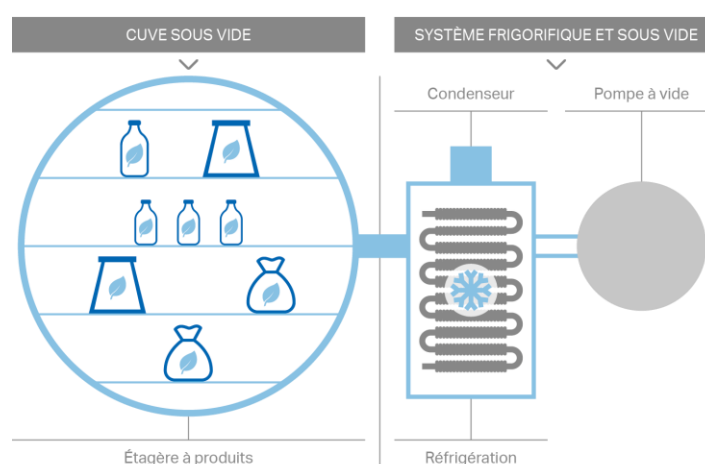 CUVE SOUS VIDE
SYSTÈME FRIGORIFIQUE ET SOUS VIDE
Condenseur
Pompe à vide
Étagère à produits
Réfrigération